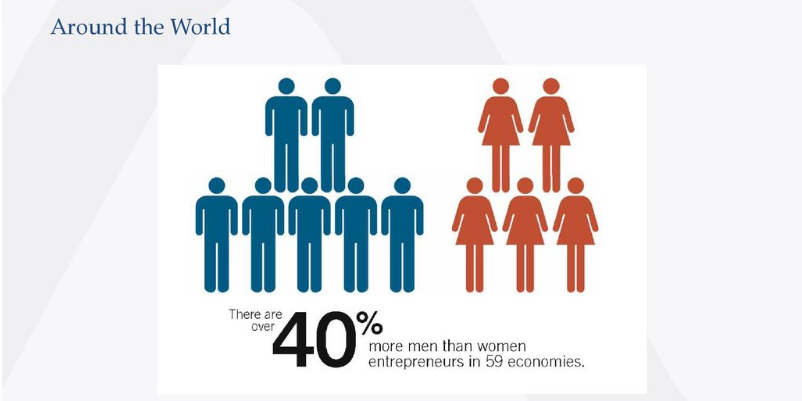 Around the World
There are
over
40%
more men than women
entrepreneurs in 59 economies.